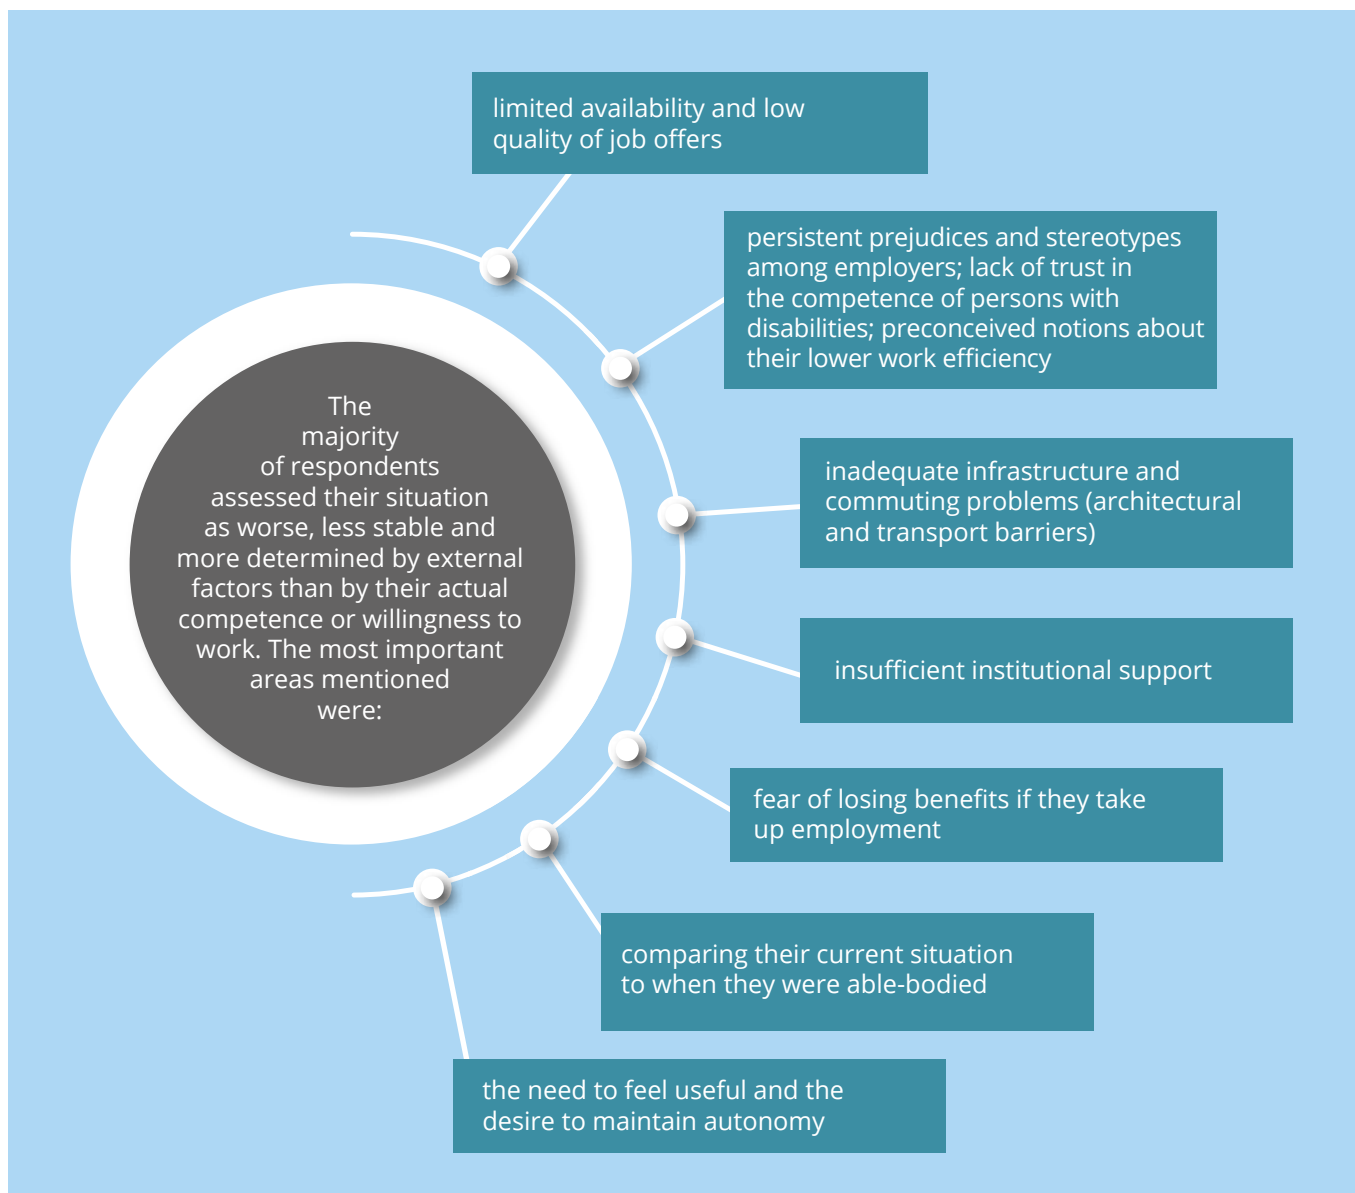 The
majority
of respondents
assessed their situation
as worse, less stable and
more determined by external
factors than by their actual
competence or willingness to
work. The most important
areas mentioned
were:
limited availability and low
quality of job offers
persistent prejudices and stereotypes
among employers; lack of trust in
the competence of persons with
disabilities; preconceived notions about
their lower work efficiency
inadequate infrastructure and
commuting problems (architectural
and transport barriers)
insufficient institutional support
fear of losing benefits if they take
up employment
comparing their current situation
to when they were able-bodied
the need to feel useful and the
desire to maintain autonomy